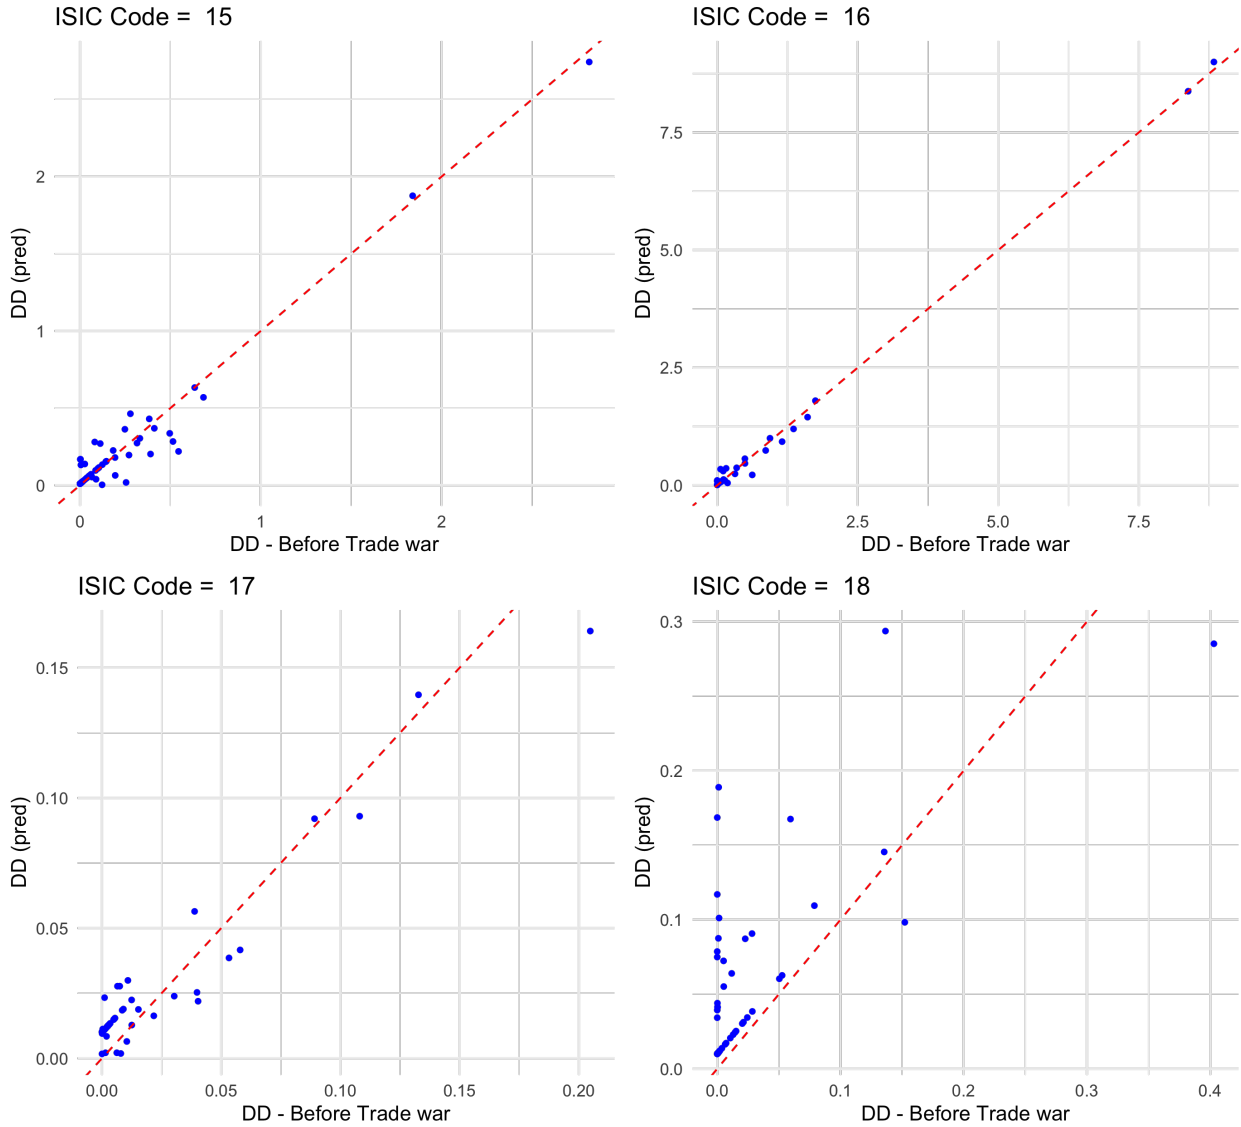 ISIC Code =  15
DD (pred)
2
1
0
0
1
2
DD - Before Trade war
ISIC Code =  16
DD (pred)
7.5
5.0
2.5
0.0
0.0
2.5
5.0
7.5
DD - Before Trade war
ISIC Code =  17
DD (pred)
0.15
0.10
0.05
0.00
0.00
0.05
0.10
0.15
0.20
DD - Before Trade war
ISIC Code =  18
DD (pred)
0.3
0.2
0.1
0.0
0.0
0.1
0.2
0.3
0.4
DD - Before Trade war